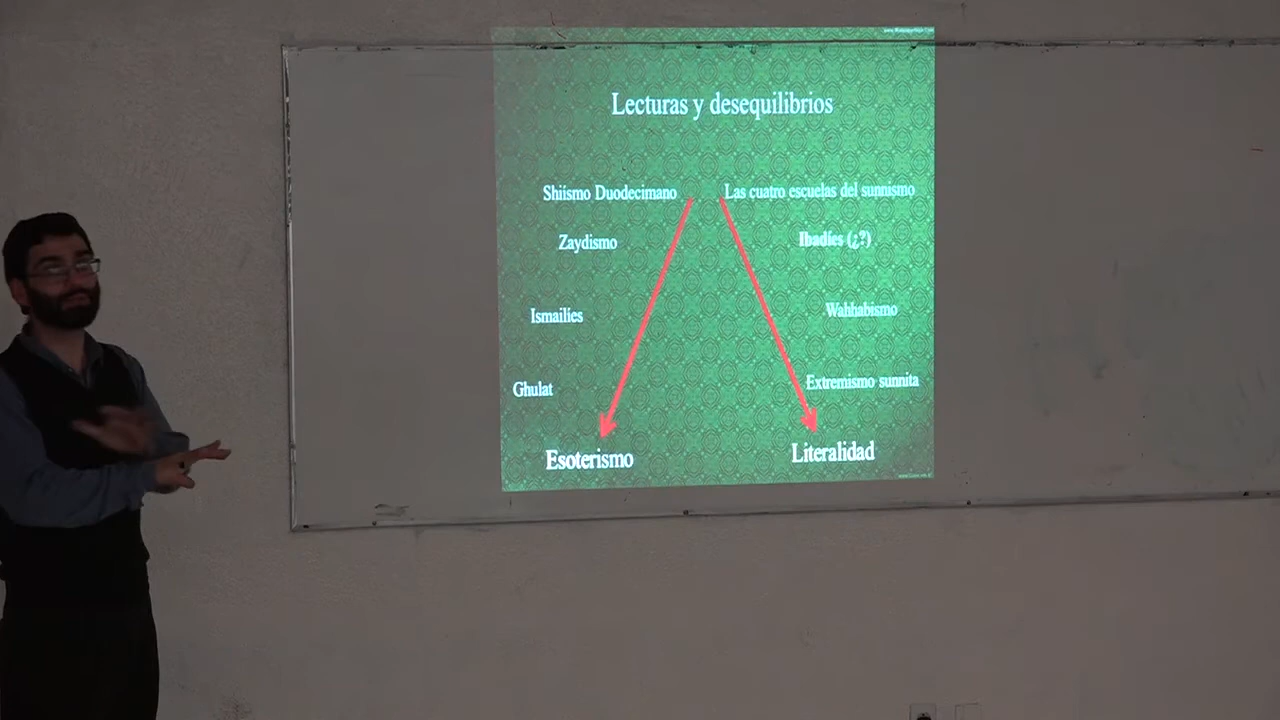 Lecturas y desequilibrios
Shiismo Duodecimano
Las cuatro escuelas del sunnismo
Zaydismo
Ibadíes (¿?)
Ismailíes
Wahhabismo
Ghulat
Extremismo sunnita
Esoterismo
Literalidad